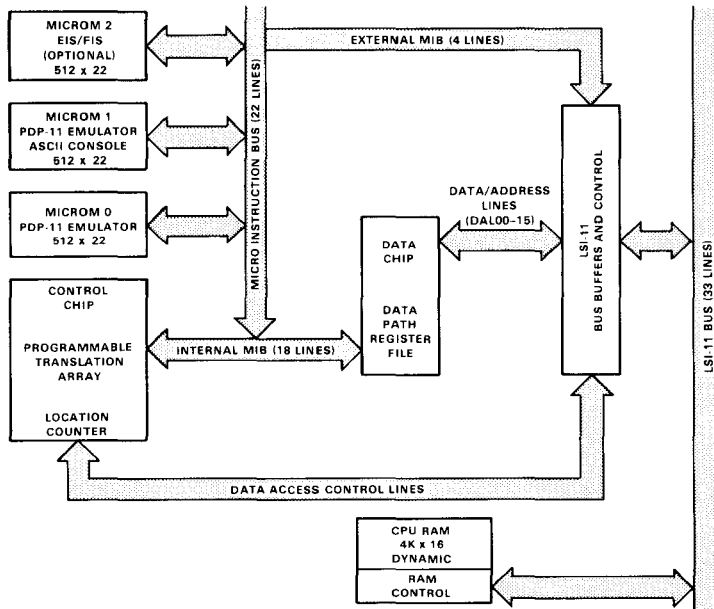 MICROM 2
EIS/FIS
(OPTIONAL)
512 x 22
EXTERNAL MIB (4 LINES)
MICROM 1
PDP-11 EMULATOR
ASCII CONSOLE
512 x 22
MICRO INSTRUCTION BUS (22 LINES)
MICROM 0
PDP-11 EMULATOR
512 x 22
DATA/ADDRESS
LINES
(DAL00-15)
LSI-11
BUS BUFFERS AND CONTROL
LSI-11 BUS (33 LINES)
DATA
CHIP
DATA
PATH
REGISTER
FILE
CONTROL
CHIP
PROGRAMMABLE
TRANSLATION
ARRAY
LOCATION
COUNTER
INTERNAL MIB (18 LINES)
DATA ACCESS CONTROL LINES
CPU RAM
4K x 16
DYNAMIC
RAM
CONTROL